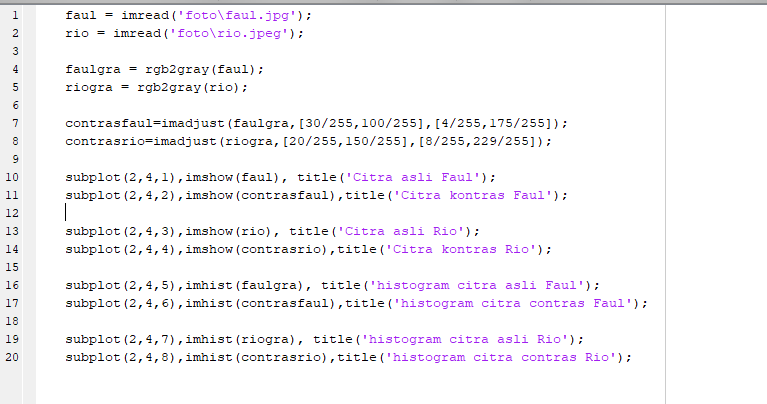 1 faul = imread('foto\faul.jpg');
2 rio = imread('foto\rio.jpeg');
3
4 faulgra = rgb2gray(faul);
5 riogra = rgb2gray(rio);
6
7 contrasfaul=imadjust(faulgra,[30/255,100/255],[4/255,175/255]);
8 contrasrio=imadjust(riogra,[20/255,150/255],[8/255,229/255]);
9
10 subplot(2,4,1),imshow(faul), title('Citra asli Faul');
11 subplot(2,4,2),imshow(contrasfaul),title('Citra kontras Faul');
12
13 subplot(2,4,3),imshow(rio), title('Citra asli Rio');
14 subplot(2,4,4),imshow(contrasrio),title('Citra kontras Rio');
15
16 subplot(2,4,5),imhist(faulgra), title('histogram citra asli Faul');
17 subplot(2,4,6),imhist(contrasfaul),title('histogram citra contras Faul');
18
19 subplot(2,4,7),imhist(riogra), title('histogram citra asli Rio');
20 subplot(2,4,8),imhist(contrasrio),title('histogram citra contras Rio');